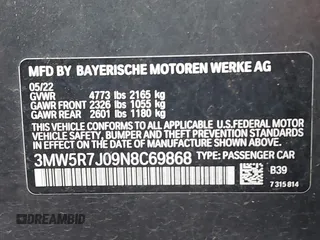 MFD BY BAYERISCHE MOTOREN WERKE AG
05/22
GVWR 4773 lbs 2165 kg
GAWR FRONT 2326 lbs 1055 kg
GAWR REAR 2601 lbs 1180 kg
THIS VEHICLE CONFORMS TO ALL APPLICABLE U.S. FEDERAL MOTOR
VEHICLE SAFETY, BUMPER, AND THEFT PREVENTION STANDARDS IN
EFFECT ON THE DATE OF MANUFACTURE SHOWN ABOVE.
3MW5R7J09N8C69868 TYPE: PASSENGER CAR
B39
7 315 814
DREAMBID